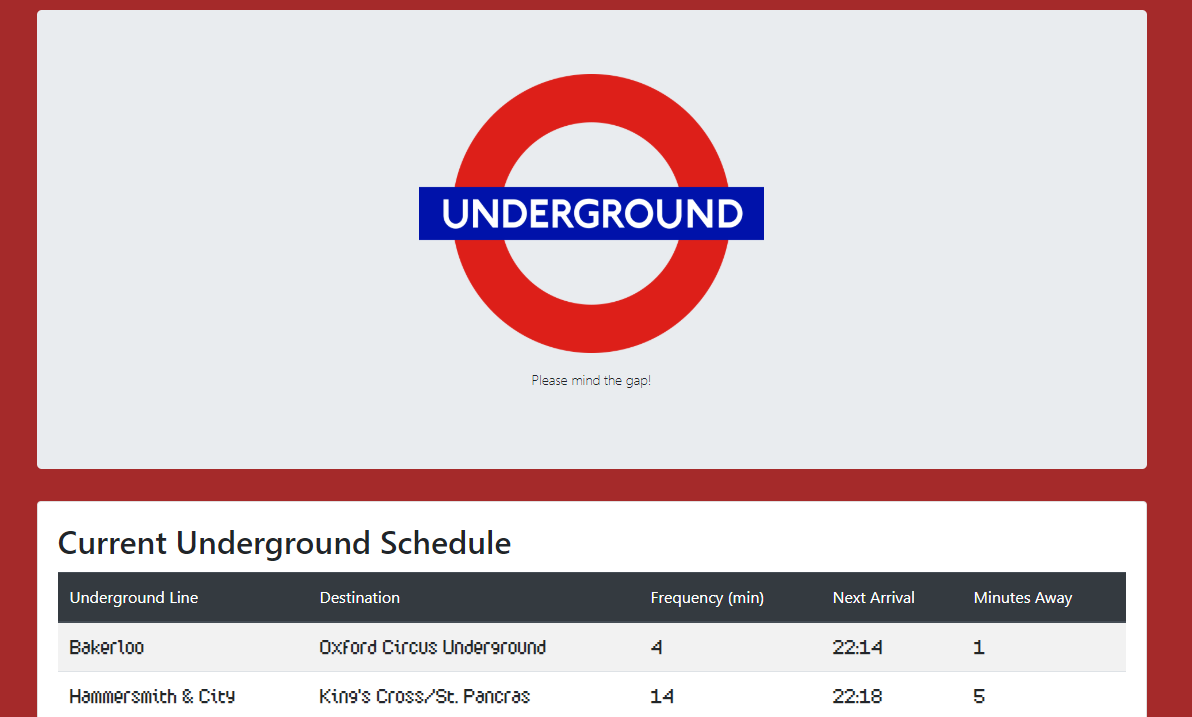 UNDERGROUND
Please mind the gap!
Current Underground Schedule
Underground Line Destination Frequency (min) Next Arrival Minutes Away
Bakerloo Oxford Circus Underground 4 22:14 1
Hammersmith & City King's Cross/St. Pancras 14 22:18 5